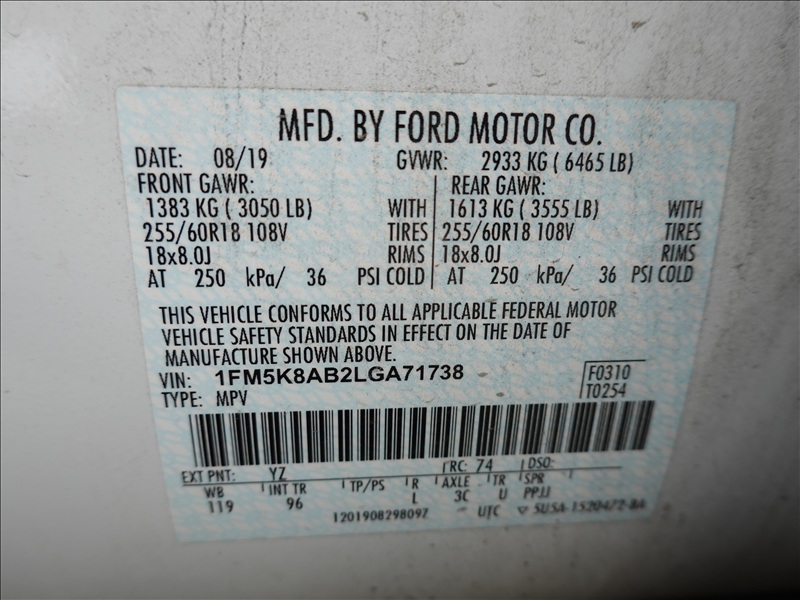 MFD. BY FORD MOTOR CO.
DATE: 08/19 GVWR: 2933 KG ( 6465 LB)
FRONT GAWR: REAR GAWR:
1383 KG ( 3050 LB) WITH 1613 KG ( 3555 LB) WITH
255/60R18 108V TIRES 255/60R18 108V TIRES
18x8.0J RIMS 18x8.0J RIMS
AT 250 kPa/ 36 PSI COLD AT 250 kPa/ 36 PSI COLD
THIS VEHICLE CONFORMS TO ALL APPLICABLE FEDERAL MOTOR
VEHICLE SAFETY STANDARDS IN EFFECT ON THE DATE OF
MANUFACTURE SHOWN ABOVE.
VIN: 1FM5K8AB2LGA71738 F0310
TYPE: MPV T0254
EXT PNT: YZ RC: 74 DSO:
WB INT TR TP/PS R AXLE TR SPR
119 96 L 3C U PPJJ
1201908298092 UTC 5USA-1520472-BA